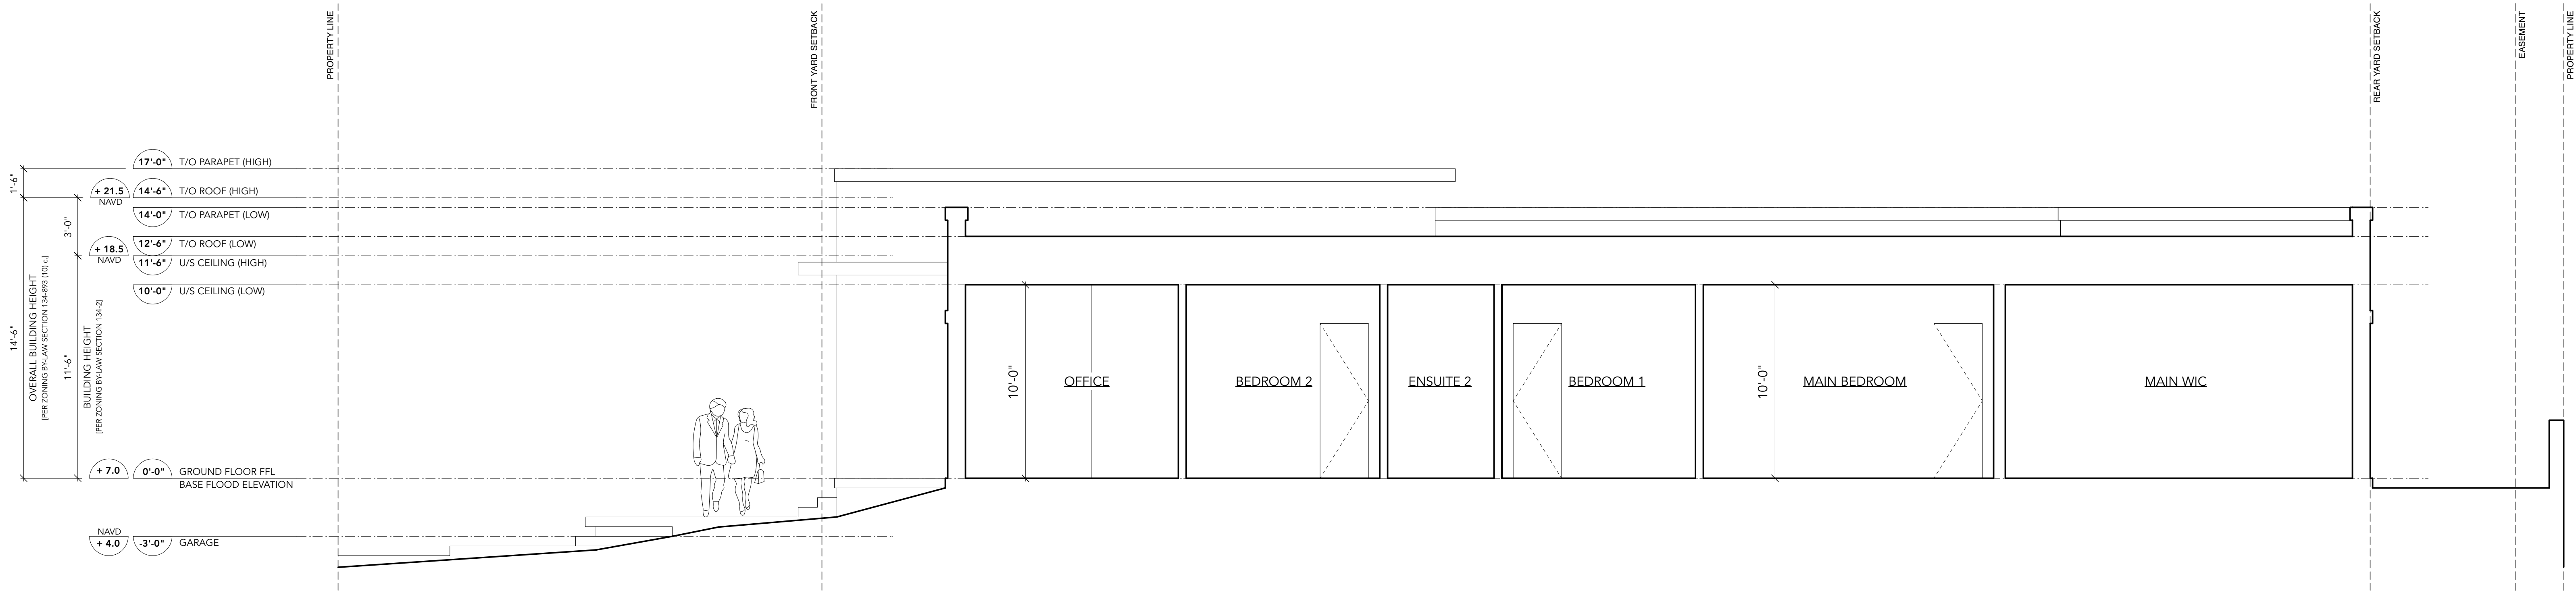 PROPERTY LINE
FRONT YARD SETBACK
REAR YARD SETBACK
EASEMENT
PROPERTY LINE
17'-0" T/O PARAPET (HIGH)
1'-6"
+ 21.5 14'-6" T/O ROOF (HIGH)
NAVD
14'-0" T/O PARAPET (LOW)
3'-0"
12'-6" T/O ROOF (LOW)
+ 18.5
NAVD
11'-6" U/S CEILING (HIGH)
10'-0" U/S CEILING (LOW)
14'-6"
OVERALL BUILDING HEIGHT
[PER ZONING BY-LAW SECTION 134-893 (10) c.]
11'-6"
BUILDING HEIGHT
[PER ZONING BY-LAW SECTION 134-2]
10'-0"
OFFICE
BEDROOM 2
ENSUITE 2
BEDROOM 1
10'-0"
MAIN BEDROOM
MAIN WIC
+ 7.0 0'-0" GROUND FLOOR FFL
BASE FLOOD ELEVATION
NAVD
+ 4.0 -3'-0" GARAGE